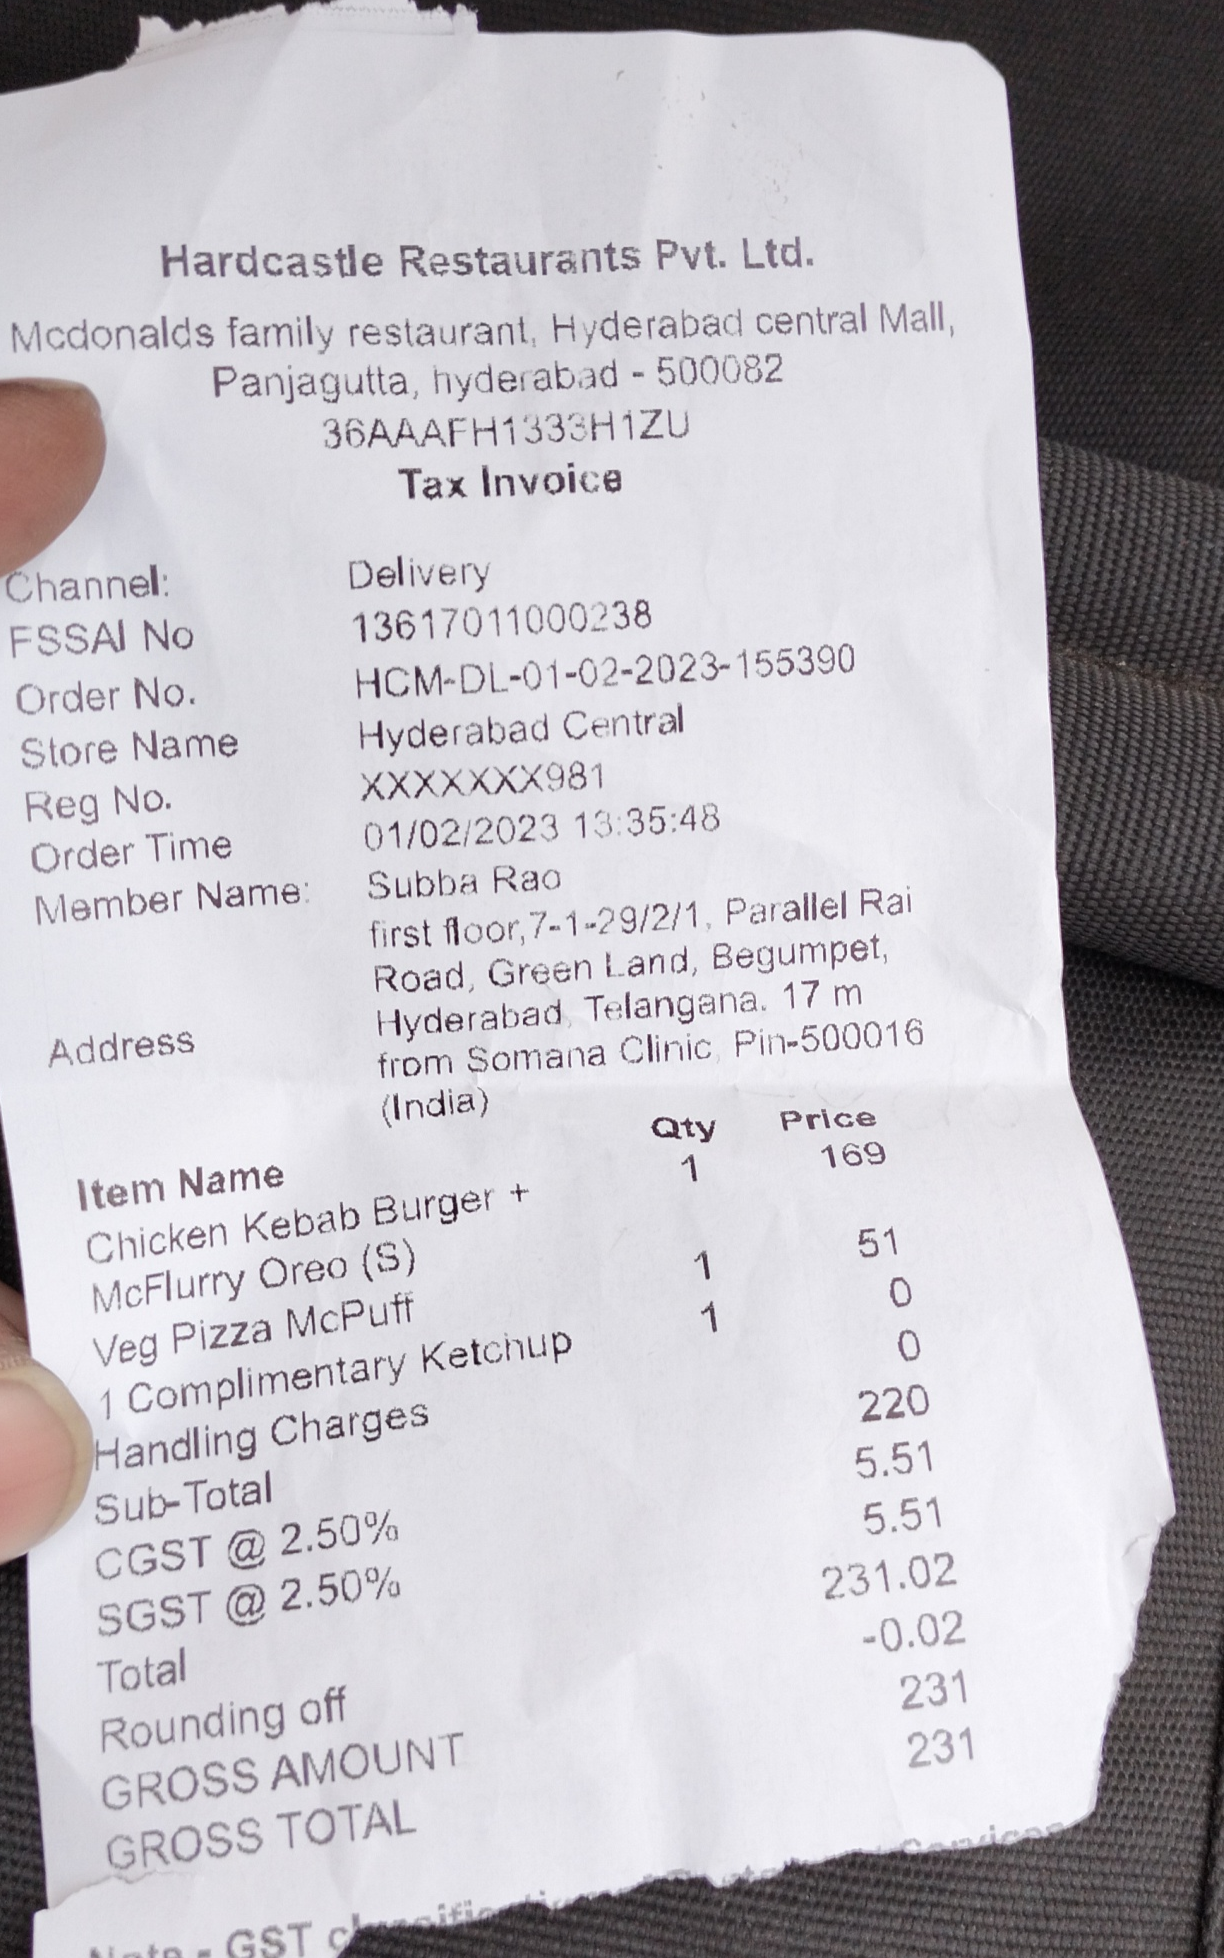 Hardcastle Restaurants Pvt. Ltd.
Mcdonalds family restaurant, Hyderabad central Mall,
Panjagutta, hyderabad - 500082
36AAAFH1333H1ZU
Tax Invoice
Channel: Delivery
FSSAI No 13617011000238
Order No. HCM-DL-01-02-2023-155390
Store Name Hyderabad Central
Reg No. XXXXXXX981
Order Time 01/02/2023 13:35:48
Member Name: Subba Rao
first floor,7-1-29/2/1, Parallel Rai
Road, Green Land, Begumpet,
Hyderabad, Telangana. 17 m
Address from Somana Clinic, Pin-500016
(India)
Item Name Qty Price
Chicken Kebab Burger + 1 169
McFlurry Oreo (S)
Veg Pizza McPuff 1 51
1 Complimentary Ketchup 1 0
Handling Charges 0
Sub-Total 220
CGST @ 2.50% 5.51
SGST @ 2.50% 5.51
Total 231.02
Rounding off -0.02
GROSS AMOUNT 231
GROSS TOTAL 231
Note - GST Services